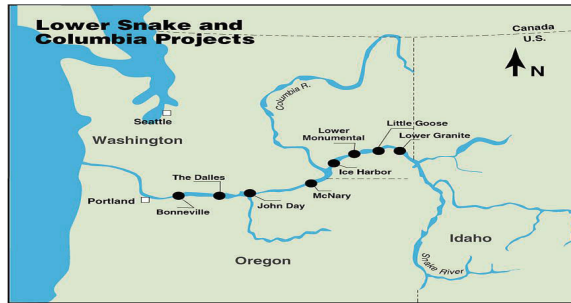 Lower Snake and
Columbia Projects
Canada
U.S.
N
Columbia R.
Seattle
Washington
Little Goose
Lower
Monumental
Lower Granite
Ice Harbor
The Dalles
McNary
Portland
John Day
Bonneville
Idaho
Oregon
Snake River